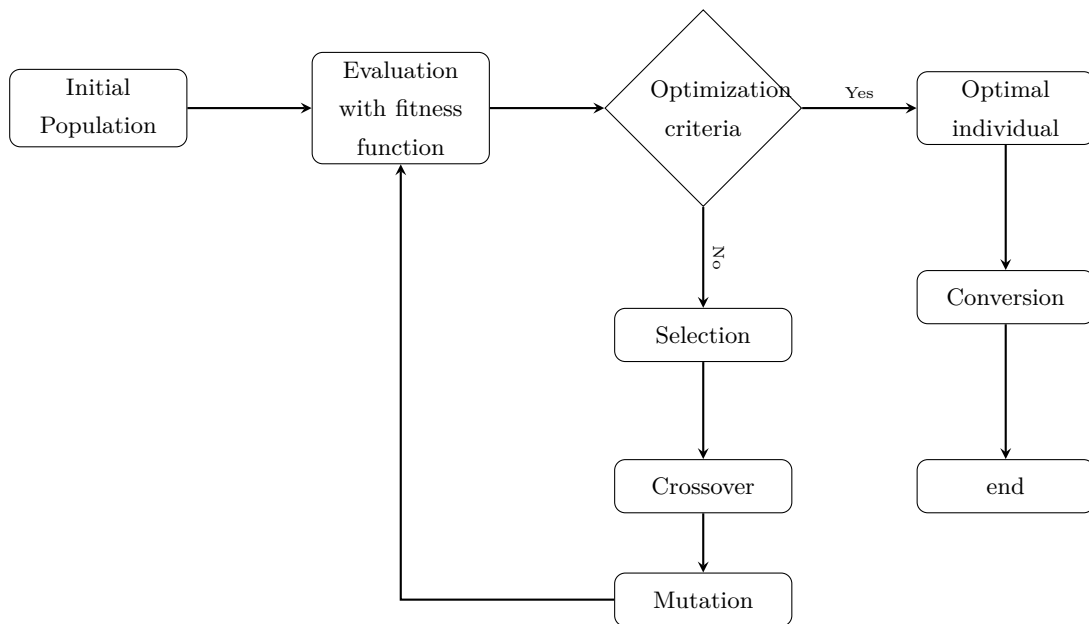 Initial
Population
Evaluation
with fitness
function
Optimization
criteria
Yes
Optimal
individual
No
Conversion
Selection
Crossover
end
Mutation